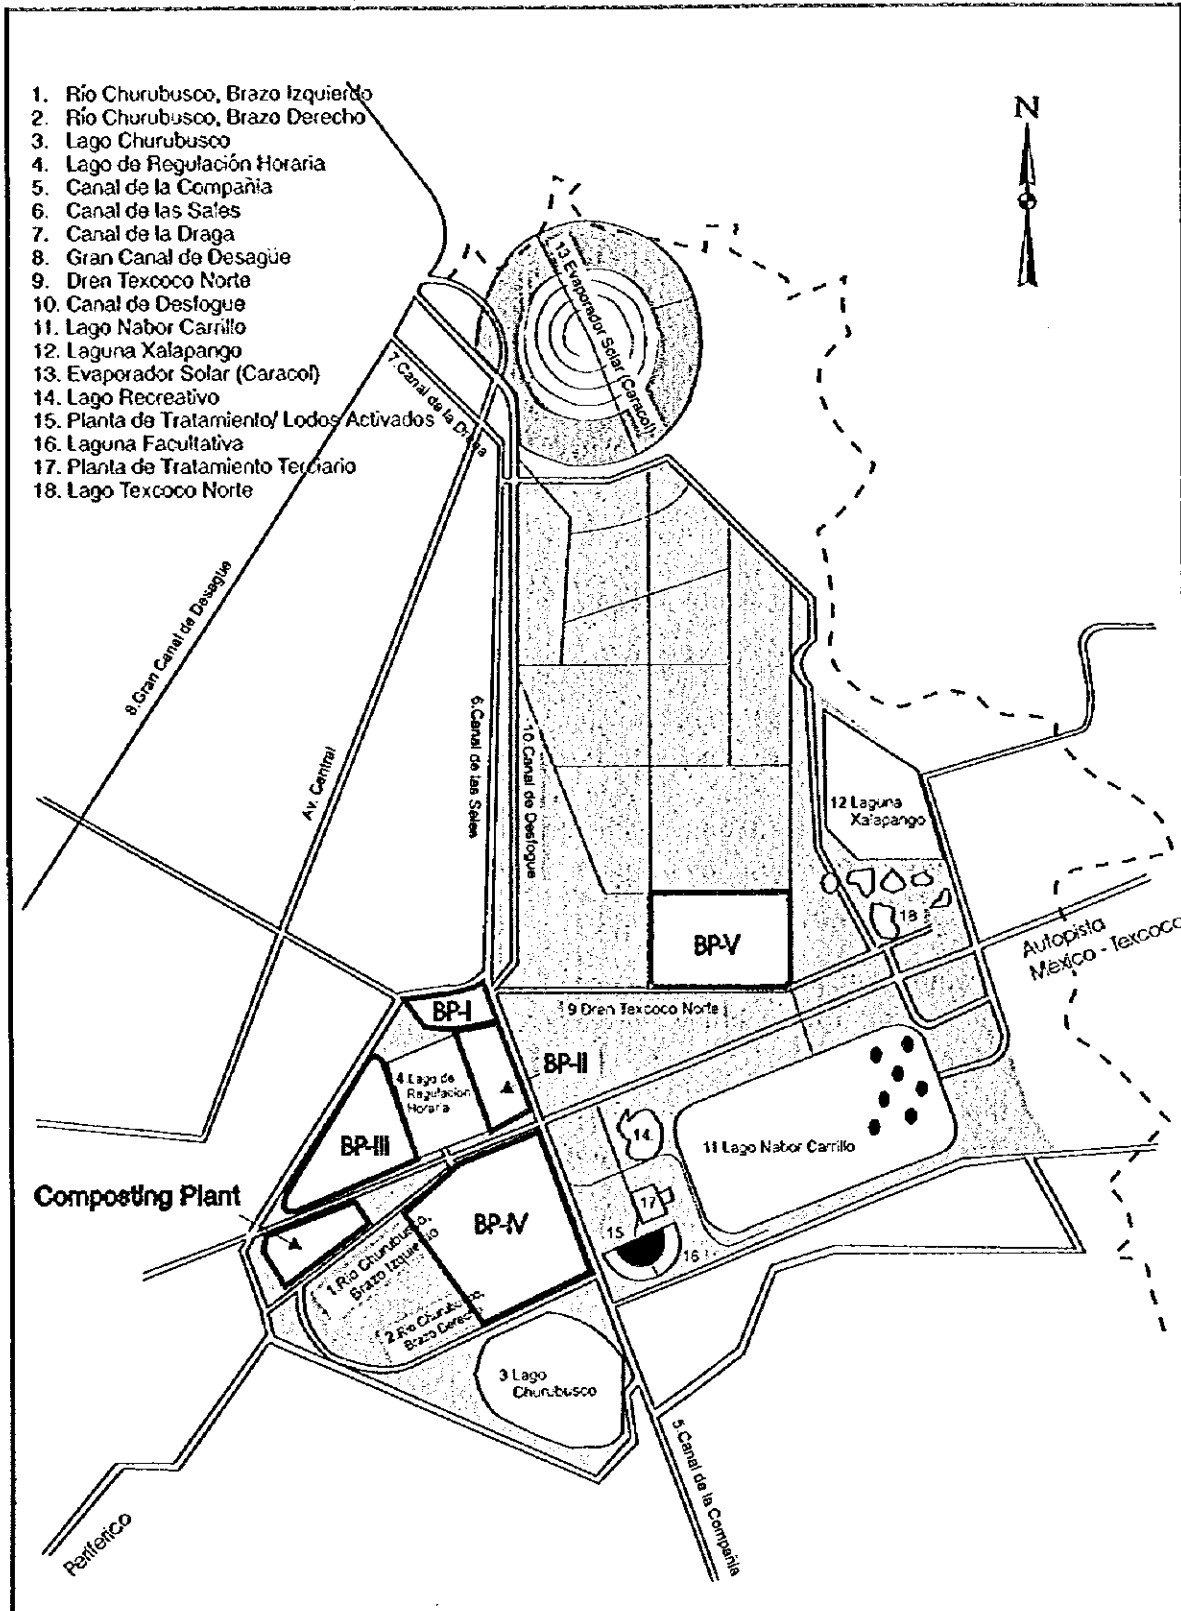 1. Río Churubusco, Brazo Izquierdo
2. Río Churubusco, Brazo Derecho
3. Lago Churubusco
4. Lago de Regulación Horaria
5. Canal de la Compañia
6. Canal de las Sales
7. Canal de la Draga
8. Gran Canal de Desagüe
9. Dren Texcoco Norte
10. Canal de Desfogue
11. Lago Nabor Carrillo
12. Laguna Xalapango
13. Evaporador Solar (Caracol)
14. Lago Recreativo
15. Planta de Tratamiento/ Lodos Activados
16. Laguna Facultativa
17. Planta de Tratamiento Terciario
18. Lago Texcoco Norte
N
13.Evaporador Solar (Caracol)
7.Canal de la Draga
8.Gran Canal de Desagüe
Av. Central
6.Canal de las Sales
10 Canal de Desfogue
12 Laguna
Xalapango
18
BP-V
Autopista
México - Texcoco
BP-I
9 Dren Texcoco Norte
BP-II
4 Lago de
Regulacion
Horaria
BP-III
14
11 Lago Nabor Carrillo
Composting Plant
17
BP-IV
15
16
1.Río Churubusco,
Brazo Izquierdo
2.Río Churubusco,
Brazo Derecho
3 Lago
Churubusco
5.Canal de la Compañia
Periferico